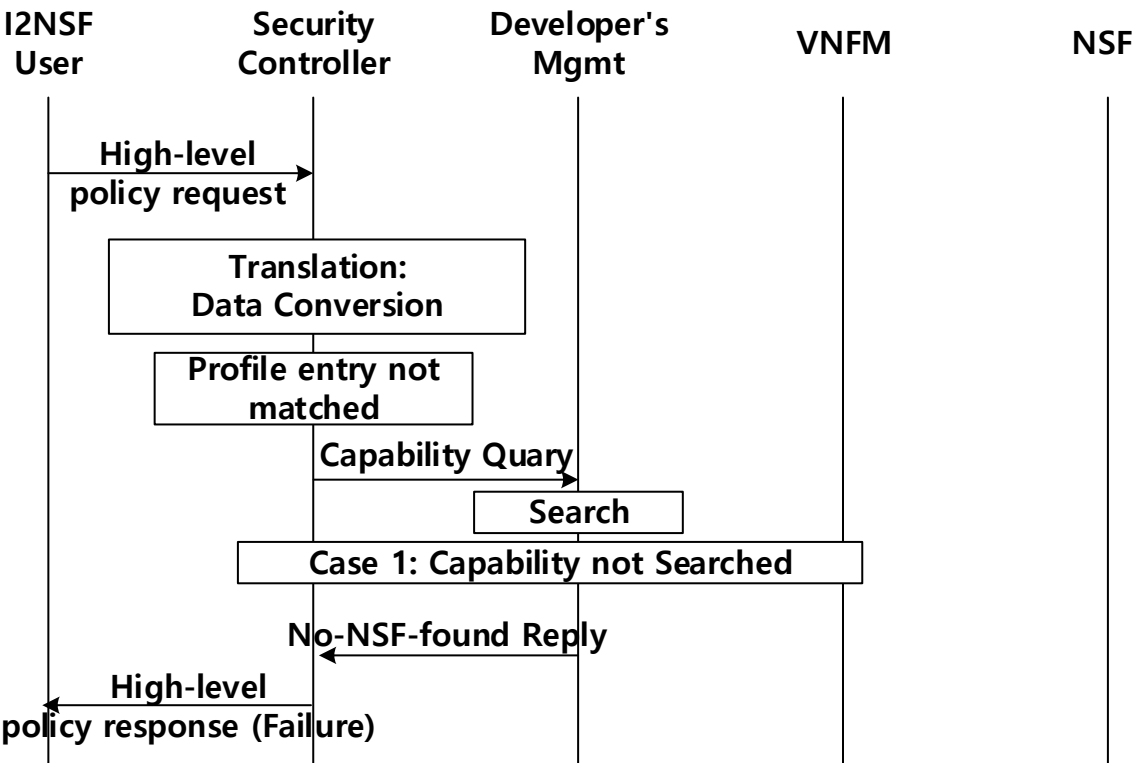 I2NSF
User
Security
Controller
Developer's
Mgmt
VNFM
NSF
High-level
policy request
Translation:
Data Conversion
Profile entry not
matched
Capability Quary
Search
Case 1: Capability not Searched
No-NSF-found Reply
High-level
policy response (Failure)